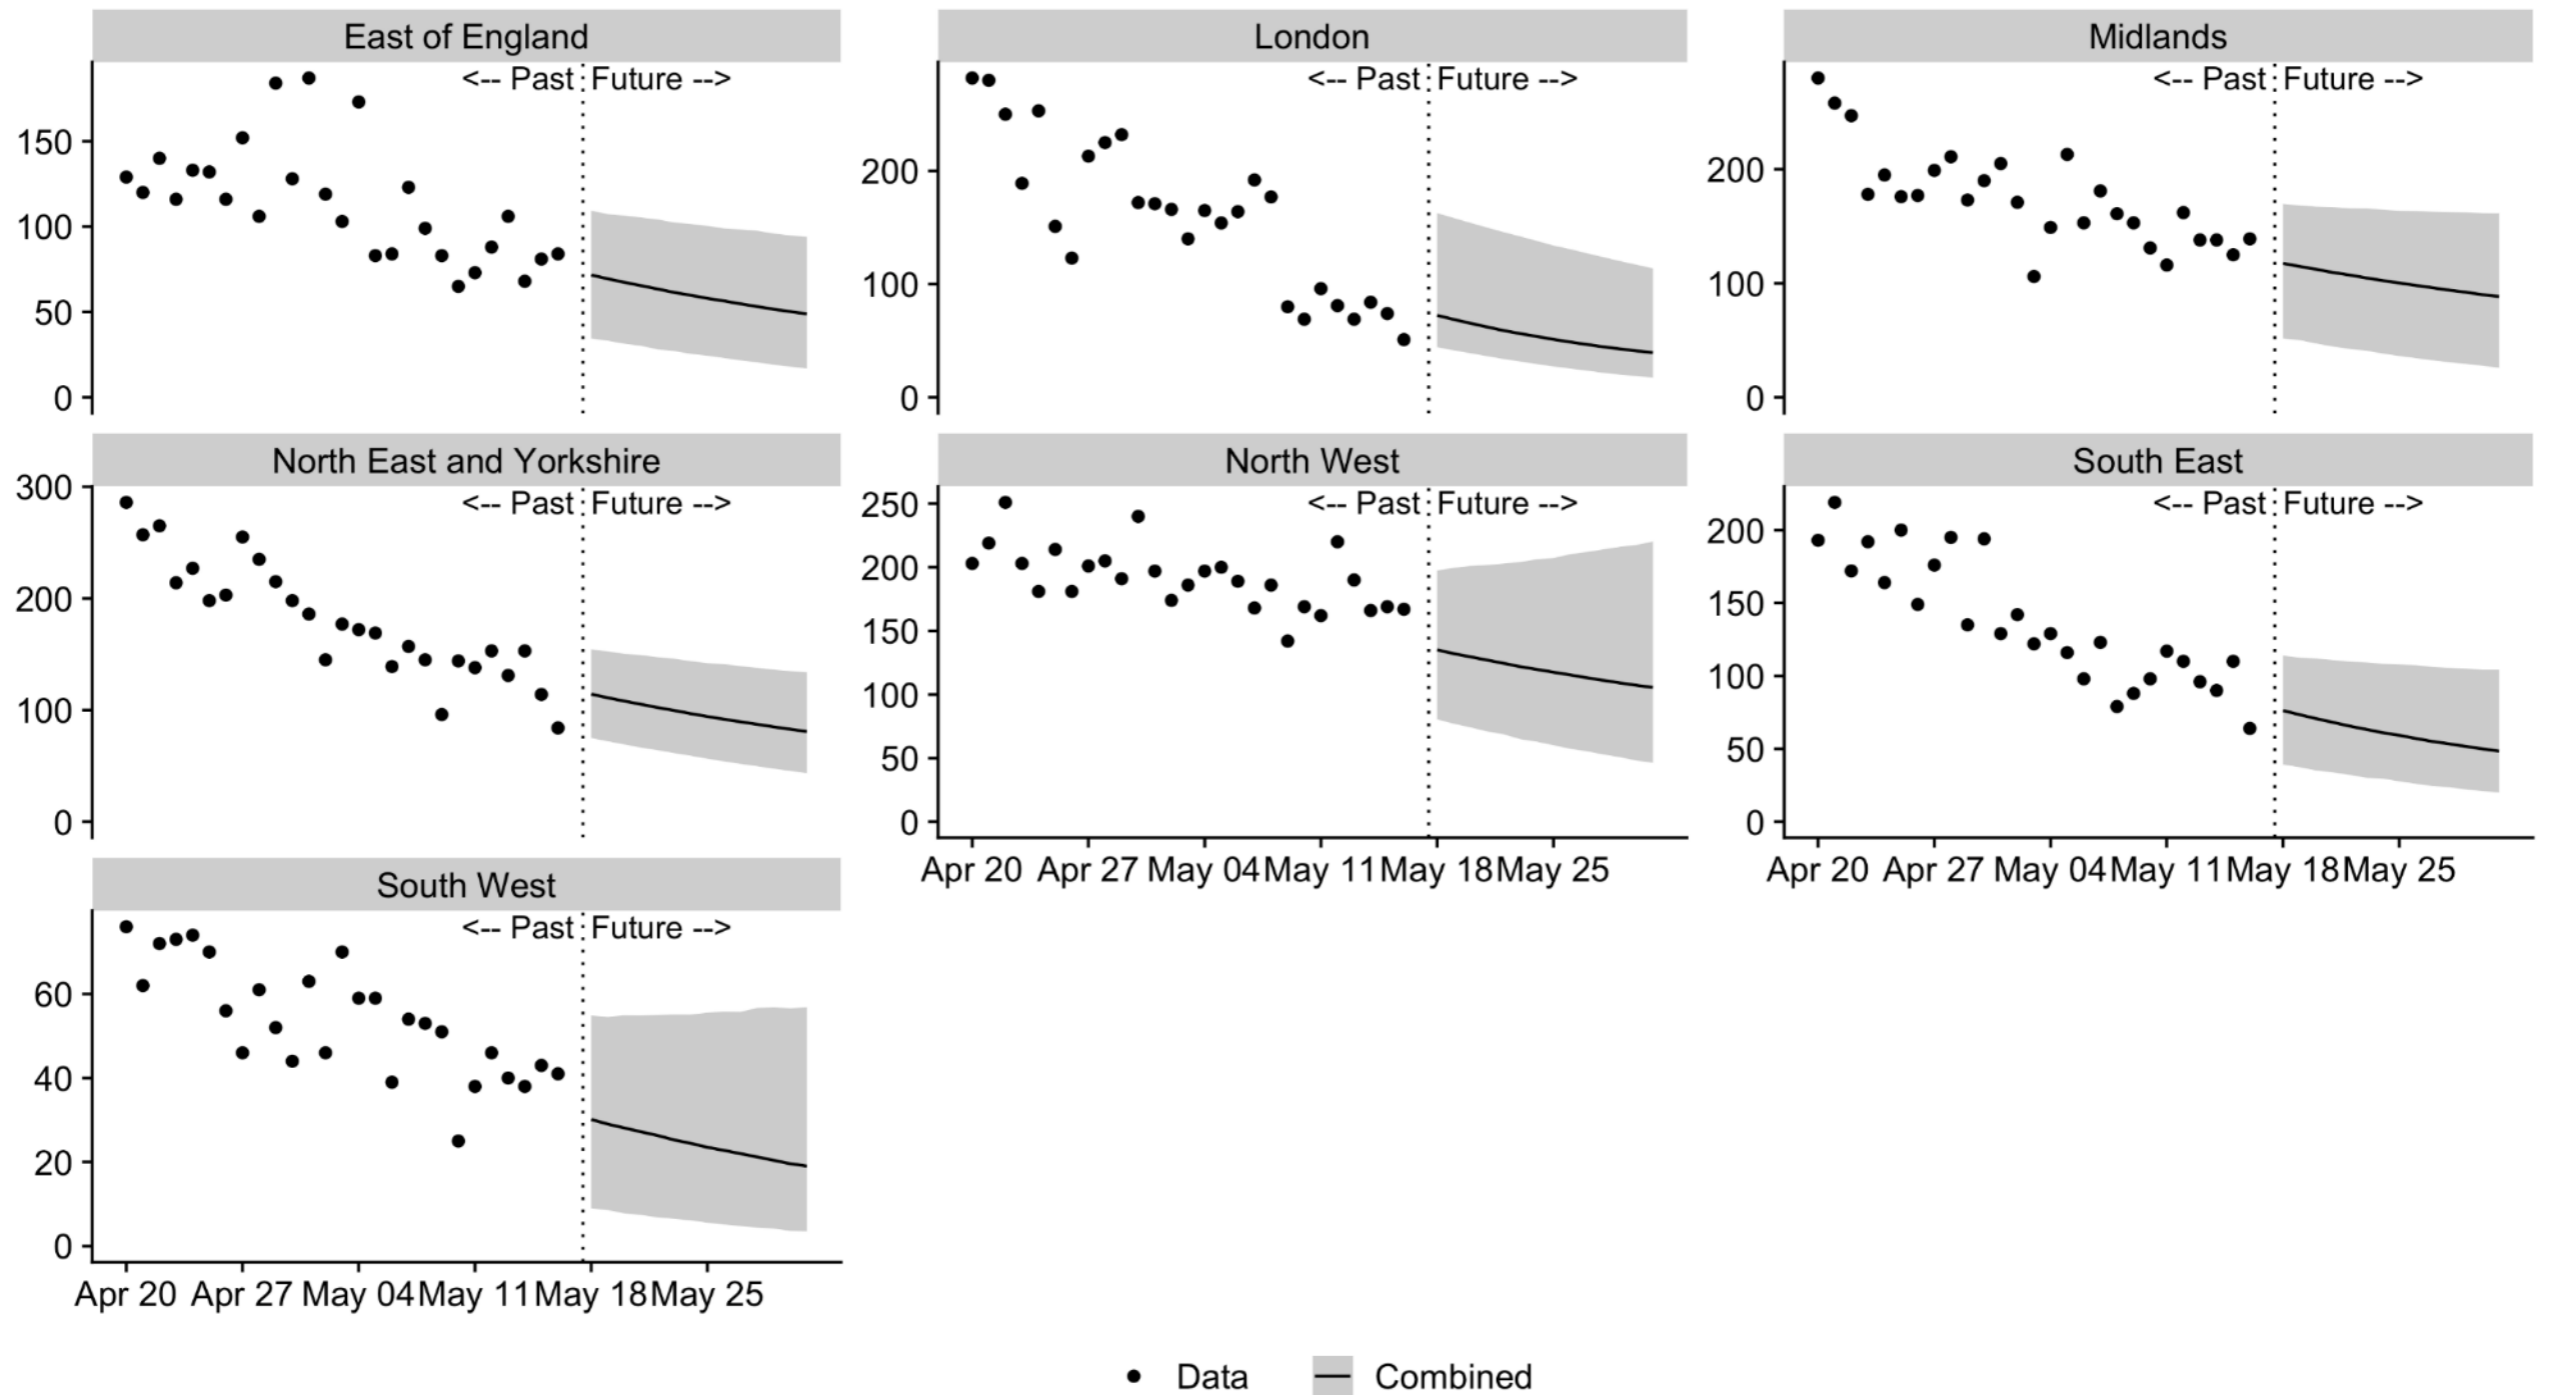 East of England
<-- Past Future -->
150
100
50
0
London
<-- Past Future -->
200
100
0
Midlands
<-- Past Future -->
200
100
0
North East and Yorkshire
<-- Past Future -->
300
200
100
0
North West
<-- Past Future -->
250
200
150
100
50
0
Apr 20 Apr 27 May 04 May 11 May 18 May 25
South East
<-- Past Future -->
200
150
100
50
0
Apr 20 Apr 27 May 04 May 11 May 18 May 25
South West
<-- Past Future -->
60
40
20
0
Apr 20 Apr 27 May 04 May 11 May 18 May 25
Data Combined